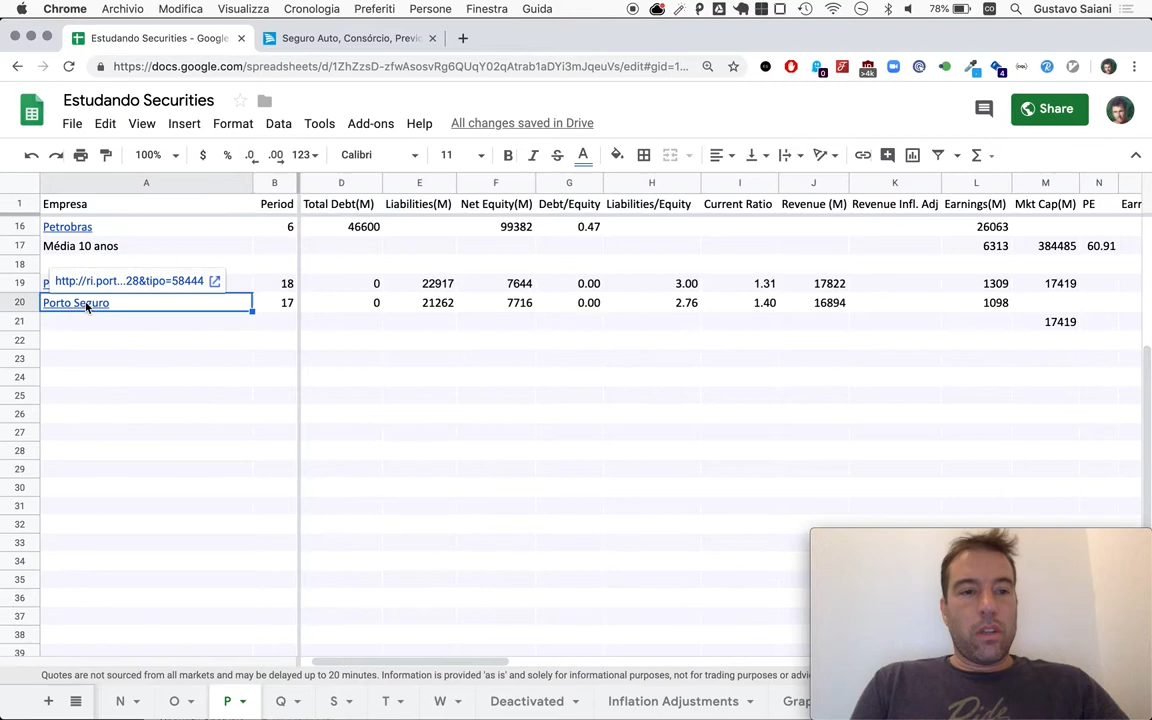 Chrome Archivio Modifica Visualizza Cronologia Preferiti Persone Finestra Guida 78% Gustavo Saiani
Estudando Securities - Google Seguro Auto, Consórcio, Previ
https://docs.google.com/spreadsheets/d/1ZhZzsD-zfwAsosvRg6QUqY02qAtrab1aDYi3mJqeuVs/edit#gid=1... 0 >4k 4
Estudando Securities
Share
File Edit View Insert Format Data Tools Add-ons Help All changes saved in Drive
100% $ % .0 .00 123 Calibri 11 B I S A Σ
A B D E F G H I J K L M N
1 Empresa Period Total Debt(M) Liabilities(M) Net Equity(M) Debt/Equity Liabilities/Equity Current Ratio Revenue (M) Revenue Infl. Adj Earnings(M) Mkt Cap(M) PE Earr
16 Petrobras 6 46600 99382 0.47 26063
17 Média 10 anos 6313 384485 60.91
18
http://ri.port...28&tipo=58444
19 P 18 0 22917 7644 0.00 3.00 1.31 17822 1309 17419
20 Porto Seguro 17 0 21262 7716 0.00 2.76 1.40 16894 1098
21 17419
22
23
24
25
26
27
28
29
30
31
32
33
34
35
36
37
38
39
Quotes are not sourced from all markets and may be delayed up to 20 minutes. Information is provided 'as is' and solely for informational purposes, not for trading purposes or adv
N O P Q S T W Deactivated Inflation Adjustments Grap
Ride